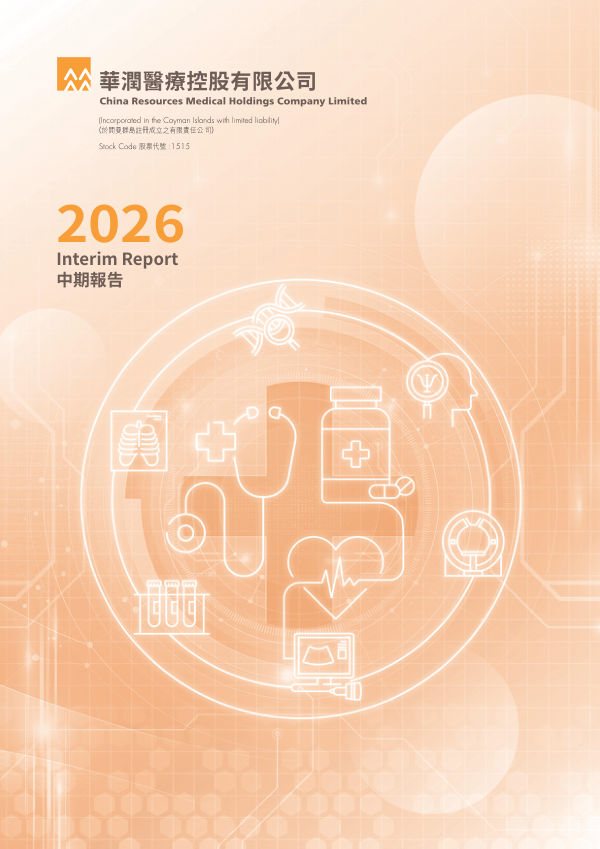 華潤醫療控股有限公司
China Resources Medical Holdings Company Limited
(Incorporated in the Cayman Islands with limited liability)
(於開曼群島註冊成立之有限責任公司)
Stock Code 股票代號 : 1515
2026
Interim Report
中期報告